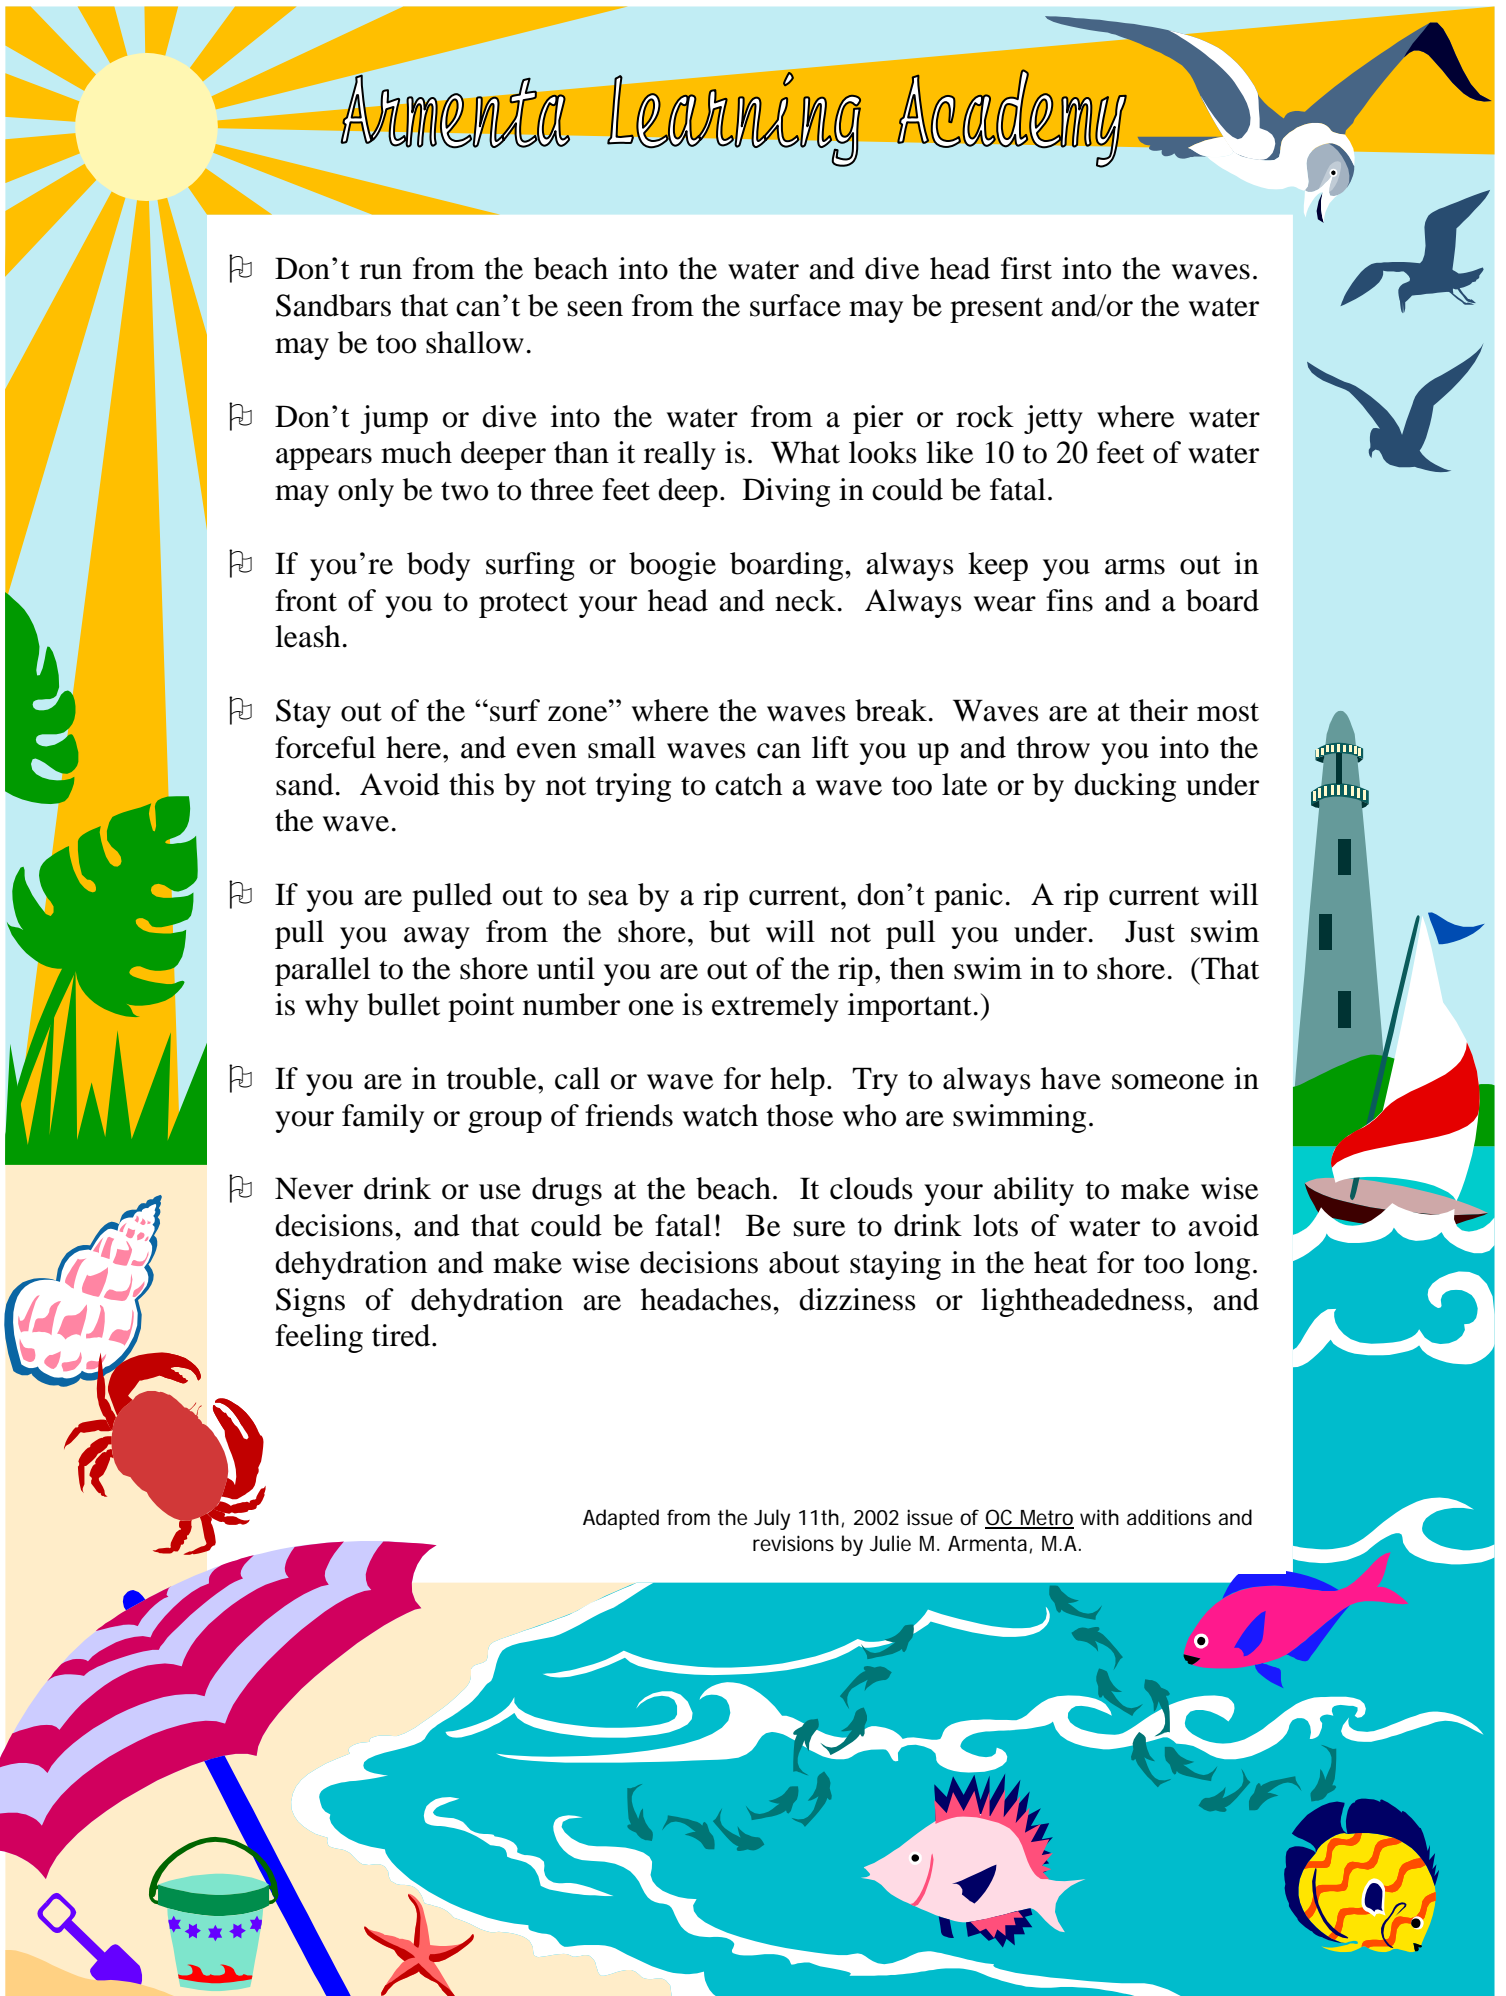 Armenta Learning Academy
Don’t run from the beach into the water and dive head first into the waves.
Sandbars that can’t be seen from the surface may be present and/or the water
may be too shallow.
Don’t jump or dive into the water from a pier or rock jetty where water
appears much deeper than it really is. What looks like 10 to 20 feet of water
may only be two to three feet deep. Diving in could be fatal.
If you’re body surfing or boogie boarding, always keep you arms out in
front of you to protect your head and neck. Always wear fins and a board
leash.
Stay out of the “surf zone” where the waves break. Waves are at their most
forceful here, and even small waves can lift you up and throw you into the
sand. Avoid this by not trying to catch a wave too late or by ducking under
the wave.
If you are pulled out to sea by a rip current, don’t panic. A rip current will
pull you away from the shore, but will not pull you under. Just swim
parallel to the shore until you are out of the rip, then swim in to shore. (That
is why bullet point number one is extremely important.)
If you are in trouble, call or wave for help. Try to always have someone in
your family or group of friends watch those who are swimming.
Never drink or use drugs at the beach. It clouds your ability to make wise
decisions, and that could be fatal! Be sure to drink lots of water to avoid
dehydration and make wise decisions about staying in the heat for too long.
Signs of dehydration are headaches, dizziness or lightheadedness, and
feeling tired.
Adapted from the July 11th, 2002 issue of OC Metro with additions and
revisions by Julie M. Armenta, M.A.